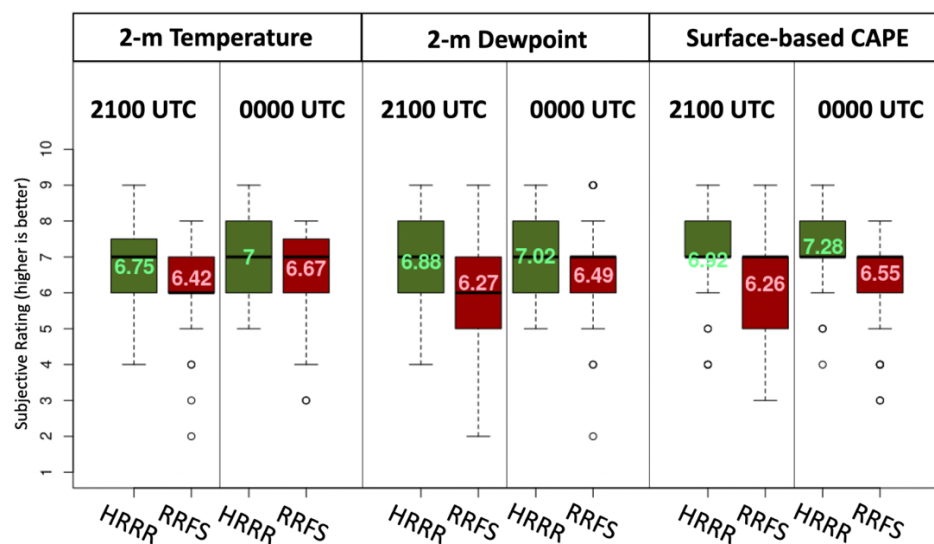 2-m Temperature 2-m Dewpoint Surface-based CAPE
2100 UTC 0000 UTC 2100 UTC 0000 UTC 2100 UTC 0000 UTC
Subjective Rating (higher is better)
10
9
8
7
6
5
4
3
2
1
6.75 6.42 7 6.67 6.88 6.27 7.02 6.49 6.92 6.26 7.28 6.55
HRRR RRFS HRRR RRFS HRRR RRFS HRRR RRFS HRRR RRFS HRRR RRFS